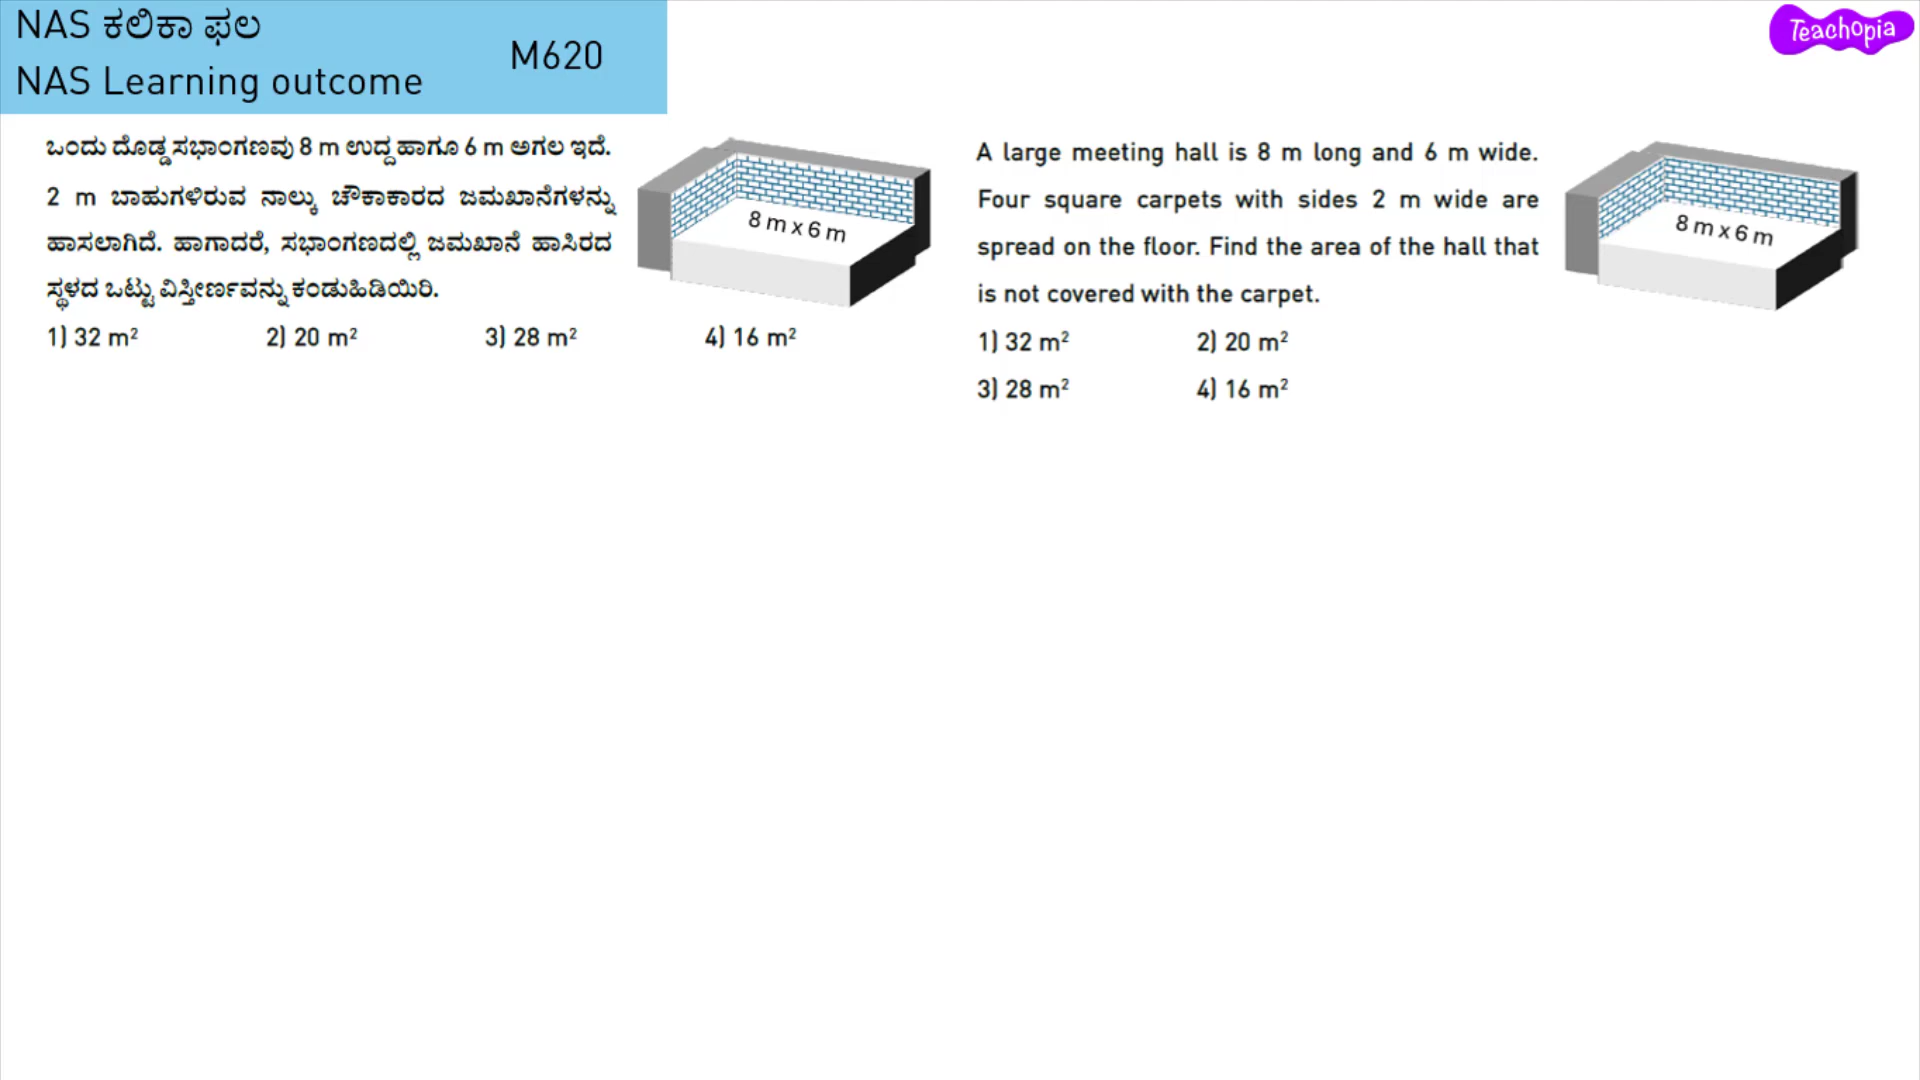 NAS ಕಲಿಕಾ ಫಲ
NAS Learning outcome
M620
Teachopia
ಒಂದು ದೊಡ್ಡ ಸಭಾಂಗಣವು 8 m ಉದ್ದ ಹಾಗೂ 6 m ಅಗಲ ಇದೆ.
2 m ಬಾಹುಗಳಿರುವ ನಾಲ್ಕು ಚೌಕಾಕಾರದ ಜಮಖಾನೆಗಳನ್ನು
ಹಾಸಲಾಗಿದೆ. ಹಾಗಾದರೆ, ಸಭಾಂಗಣದಲ್ಲಿ ಜಮಖಾನೆ ಹಾಸಿರದ
ಸ್ಥಳದ ಒಟ್ಟು ವಿಸ್ತೀರ್ಣವನ್ನು ಕಂಡುಹಿಡಿಯಿರಿ.
8 m x 6 m
1) 32 m² 2) 20 m² 3) 28 m² 4) 16 m²
A large meeting hall is 8 m long and 6 m wide.
Four square carpets with sides 2 m wide are
spread on the floor. Find the area of the hall that
is not covered with the carpet.
8 m x 6 m
1) 32 m² 2) 20 m²
3) 28 m² 4) 16 m²